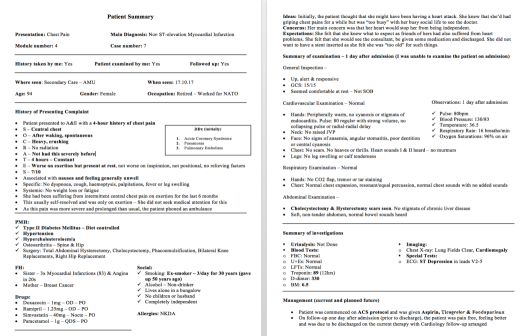 Patient Summary
Presentation: Chest Pain
Main Diagnosis: Non ST-elevation Myocardial Infarction
Module number: 4
Case number: 7
History taken by me: Yes
Patient examined by me: Yes
Followed up: Yes
Where seen: Secondary Care – AMU
When seen: 17.10.17
Age: 94
Gender: Female
Occupation: Retired – Worked for NATO
History of Presenting Complaint
Patient presented to A&E with a 4-hour history of chest pain
S – Central chest
O – After waking, spontaneous
C – Heavy, crushing
R – No radiation
A – Not had this severely before
T – 4 hours – Constant
E – Worse on exertion but present at rest, not worse on inspiration, not positional, no relieving factors
S – 7/10
Associated with nausea and feeling generally unwell
Specific: No dyspnoea, cough, haemoptysis, palpitations, fever or leg swelling
Systemic: No weight loss or fatigue
She had been suffering from intermittent central chest pain on exertion for the last 6 months
This usually self-resolved and was only on exertion – She did not seek medical attention for this
As this pain was more severe and prolonged than usual, the patient phoned an ambulance
DDx (initial):
1. Acute Coronary Syndrome
2. Pneumonia
3. Pulmonary Embolism
PMH:
Type II Diabetes Mellitus – Diet controlled
Hypertension
Hypercholesterolaemia
Osteoarthritis – Spine & Hip
Surgery: Total Abdominal Hysterectomy, Cholecystectomy, Phacoemulsification, Bilateral Knee
Replacements, Right Hip Replacement
FH:
Sister – 3x Myocardial Infarctions (83) & Angina
in 20s
Mother – Breast Cancer
Drugs:
Doxazosin – 1mg – OD – PO
Ramipril – 1.25mg – OD – PO
Simvastatin – 40mg – Nocte – PO
Paracetamol – 1g – QDS – PO
Social:
Smoking: Ex-smoker – 3/day for 30 years (gave
up 50 years ago)
Alcohol – Non-drinker
Lives alone in a bungalow
No children or husband
Completely independent
Allergies: NKDA
Ideas: Initially, the patient thought that she might have been having a heart attack. She knew that she'd had
griping chest pains for a while but was "too busy" with her busy social life to see the doctor.
Concerns: Her main concern was that her heart would stop her from being independent.
Expectations: She felt that she knew what to expect as friends of hers had also suffered from heart
problems. She felt that she would see the consultant, be given some medication and discharged. She did not
want to have a stent inserted as she felt she was "too old" for such things.
Summary of examination – 1 day after admission (I was unable to examine the patient on admission)
General Inspection –
Up, alert & responsive
GCS: 15/15
Seemed comfortable at rest – Not SOB
Cardiovascular Examination – Normal
Hands: Peripherally warm, no cyanosis or stigmata of
endocarditis. Pulse: 80 regular with strong volume, no
collapsing pulse or radial-radial delay
Neck: No raised JVP
Face: No signs of anaemia, angular stomatitis, poor dentition
or central cyanosis
Chest: No scars. No heaves or thrills. Heart sounds I & II heard – no murmurs
Legs: No leg swelling or calf tenderness
Observations: 1 day after admission
Pulse: 80bpm
Blood Pressure: 138/83
Temperature: 36.5
Respiratory Rate: 16 breaths/min
Oxygen Saturations: 96% on air
Respiratory Examination – Normal
Hands: No CO2 flap, tremor or tar staining
Chest: Normal chest expansion, resonant/equal percussion, normal chest sounds with no added sounds
Abdominal Examination –
Cholecystectomy & Hysterectomy scars seen. No stigmata of chronic liver disease
Soft, non-tender abdomen, normal bowel sounds heard
Summary of investigations
Urinalysis: Not Done
Blood Tests:
FBC: Normal
U+Es: Normal
LFTs: Normal
Troponin: 89 (12hrs)
D-dimer: 330
BM: 6.5
Imaging:
Chest X-ray: Lung Fields Clear, Cardiomegaly
Special Tests:
ECG: ST Depression in leads V2-5
Management (current and planned future)
Patient was commenced on ACS protocol and was given Aspirin, Ticagrelor & Fondaparinux
On follow-up one day after admission (prior to discharge), the patient was pain free, feeling better
and was due to be discharged on the current therapy with Cardiology follow-up arranged